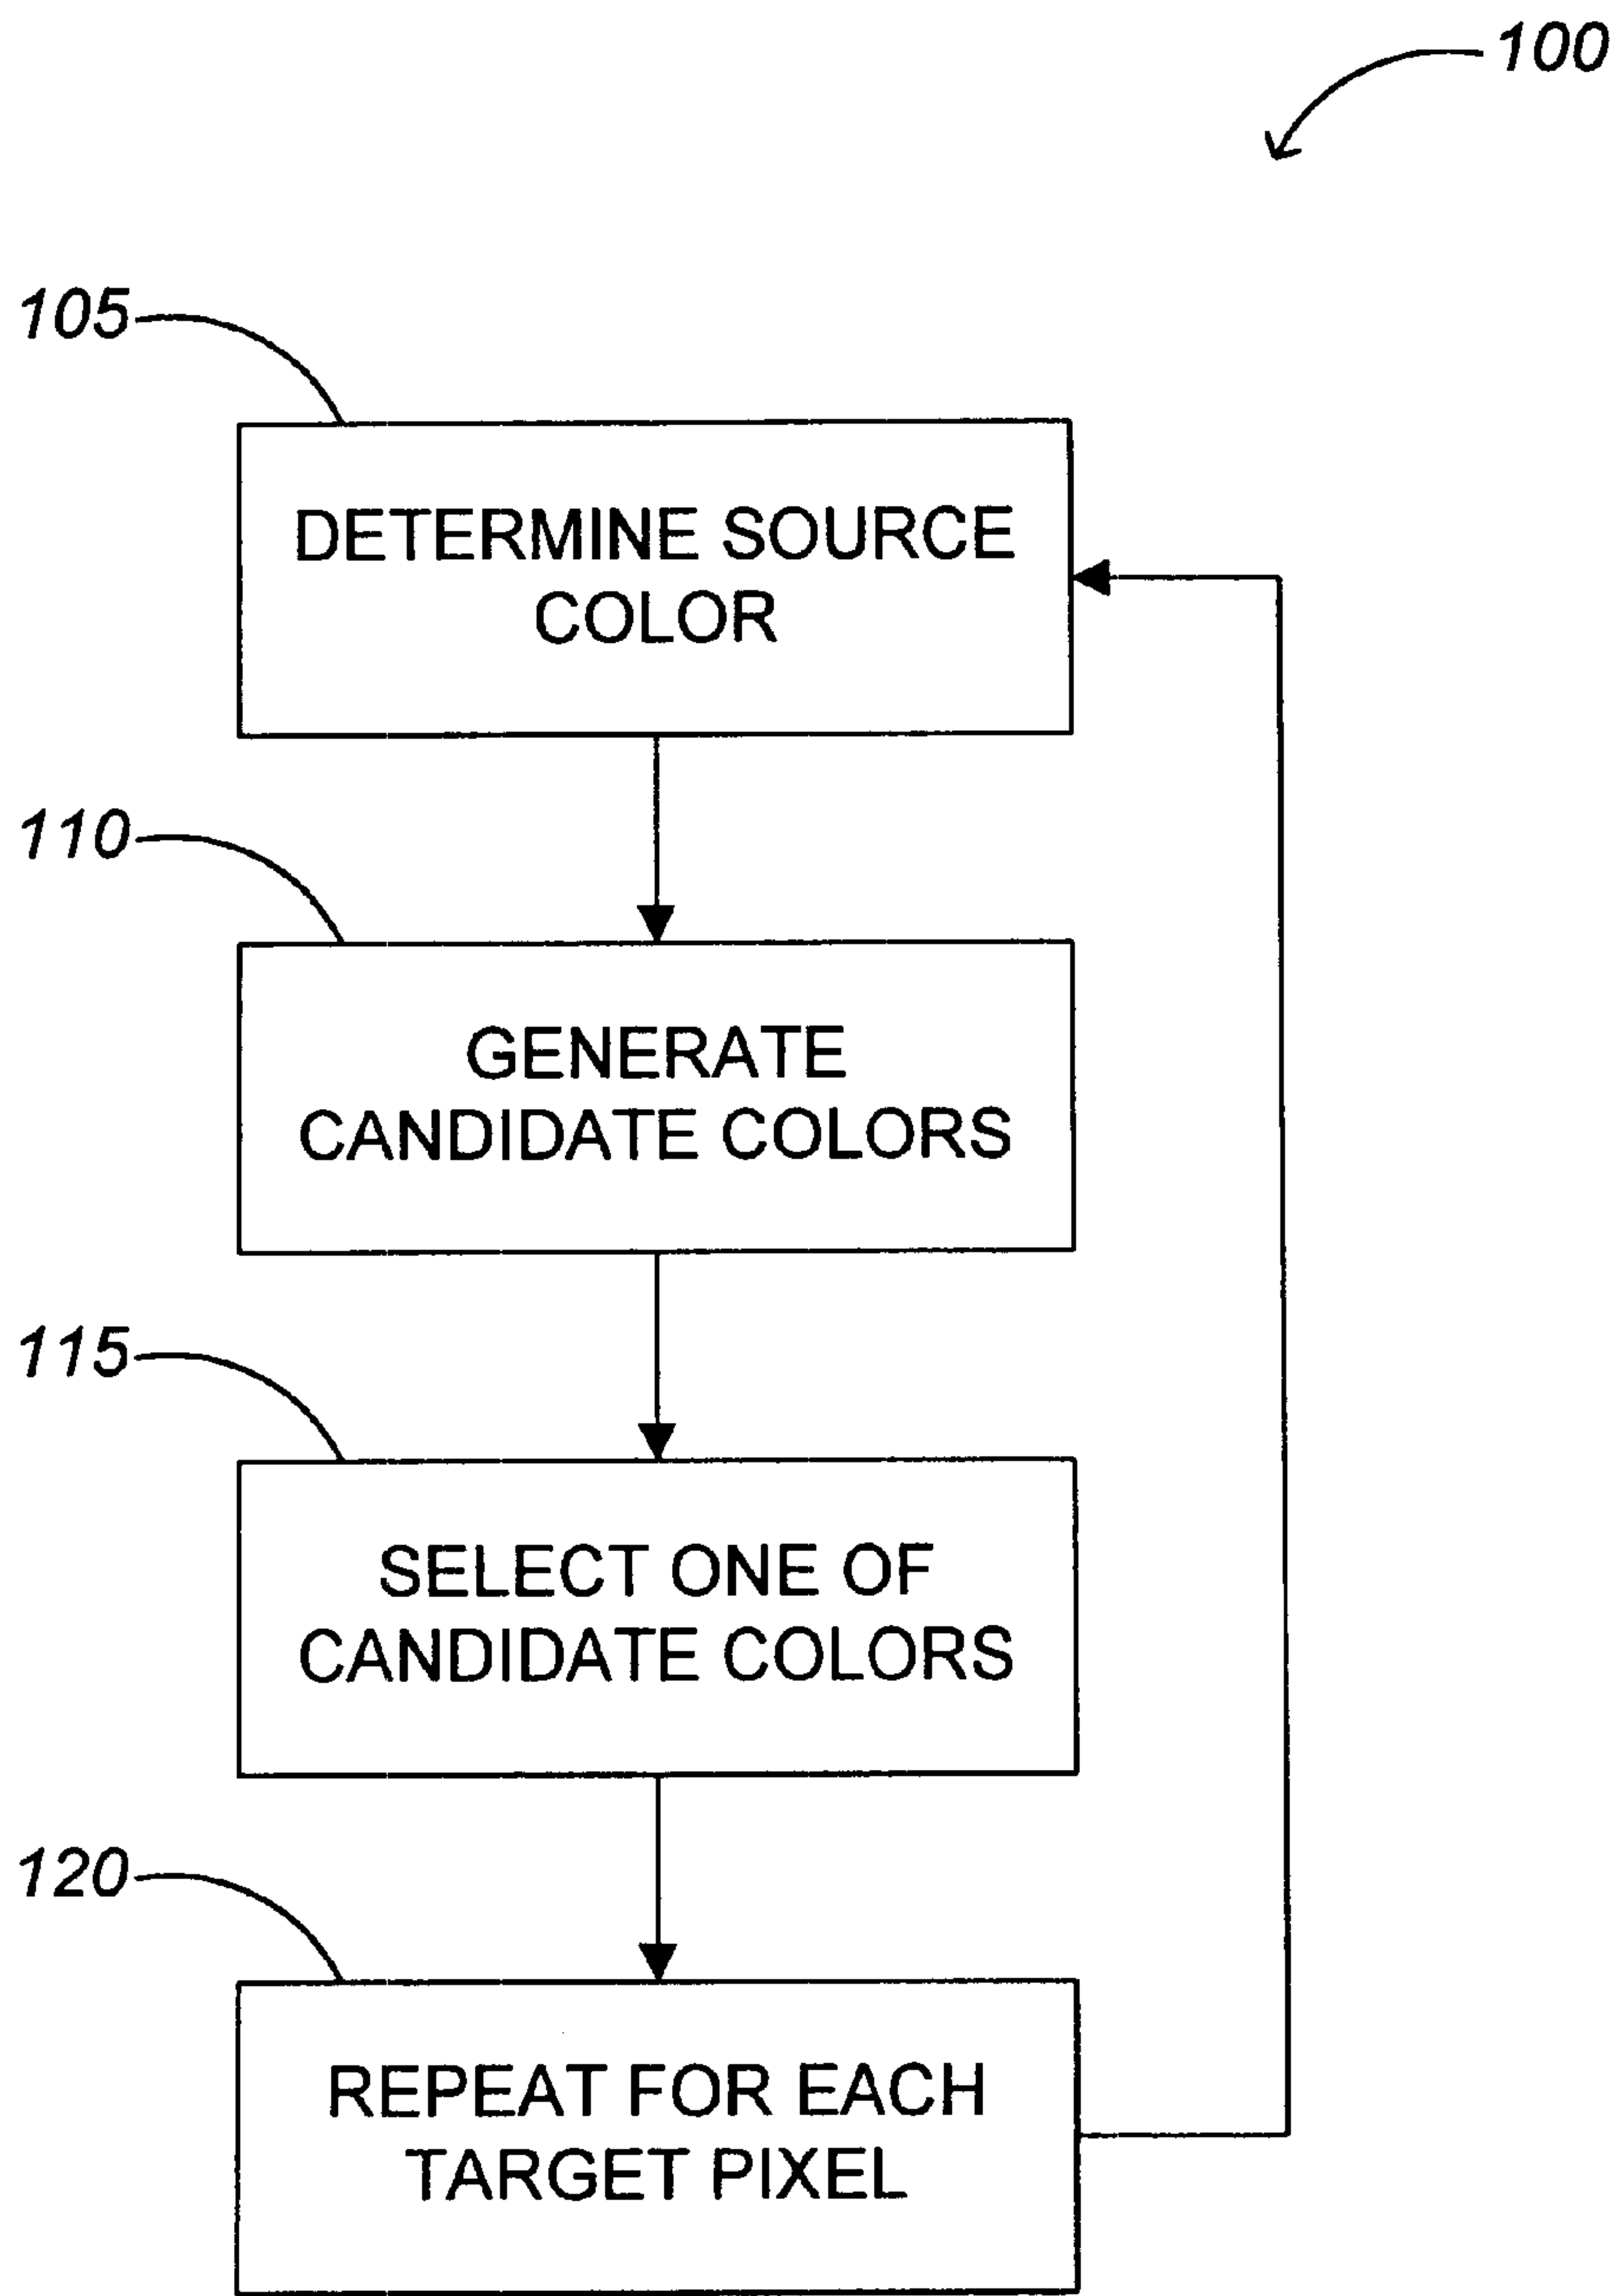 100
105
DETERMINE SOURCE
COLOR
110
GENERATE
CANDIDATE COLORS
115
SELECT ONE OF
CANDIDATE COLORS
120
REPEAT FOR EACH
TARGET PIXEL